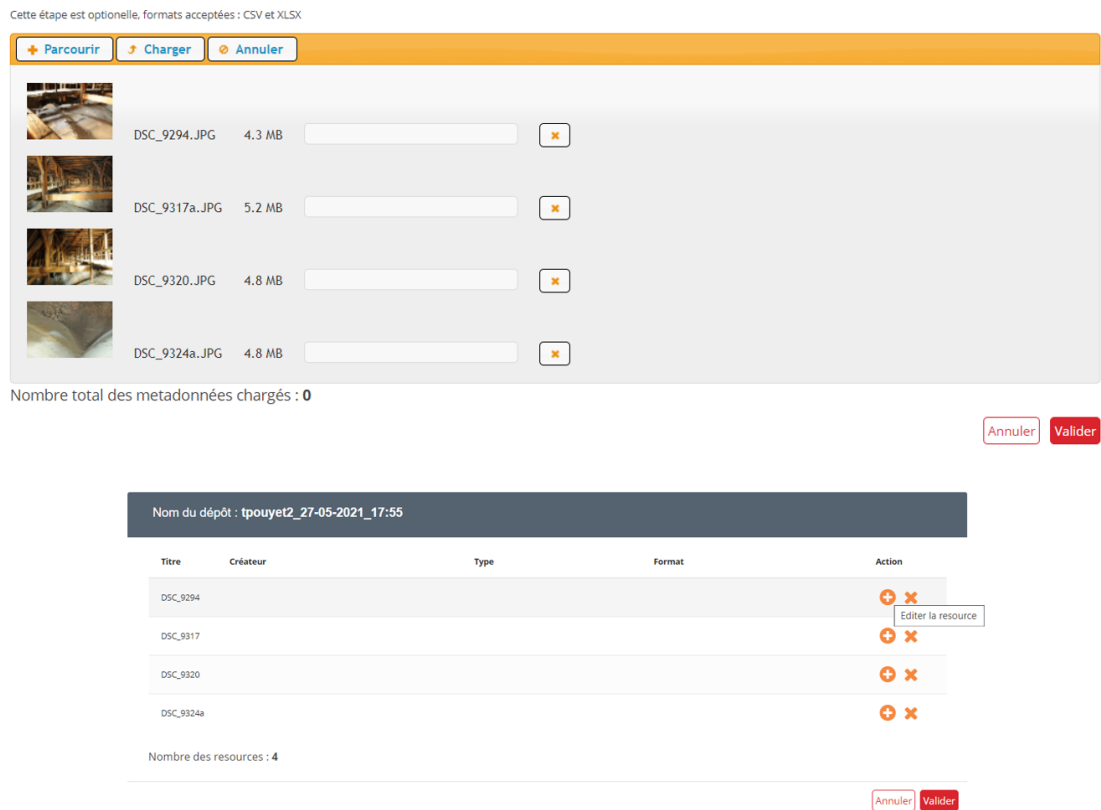 Cette étape est optionelle, formats acceptées : CSV et XLSX
Parcourir Charger Annuler
DSC_9294.JPG 4.3 MB
DSC_9317a.JPG 5.2 MB
DSC_9320.JPG 4.8 MB
DSC_9324a.JPG 4.8 MB
Nombre total des metadonnées chargés : 0
Annuler Valider
Nom du dépôt : tpouyet2_27-05-2021_17:55
Titre Créateur Type Format Action
DSC_9294
Editer la resource
DSC_9317
DSC_9320
DSC_9324a
Nombre des resources : 4
Annuler Valider